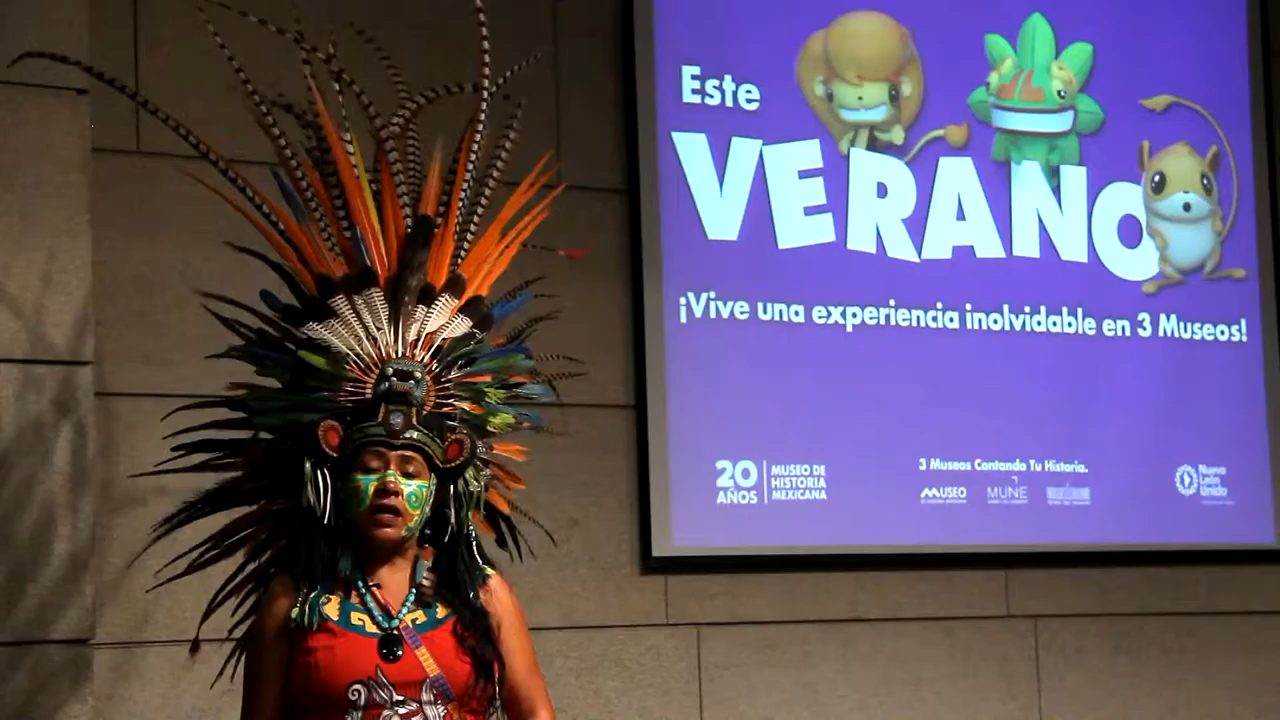 Este
VERANO
¡Vive una experiencia inolvidable en 3 Museos!
20 AÑOS
MUSEO DE HISTORIA MEXICANA
3 Museos Contando Tu Historia.
MUSEO
MUNE
Nuevo León Unido